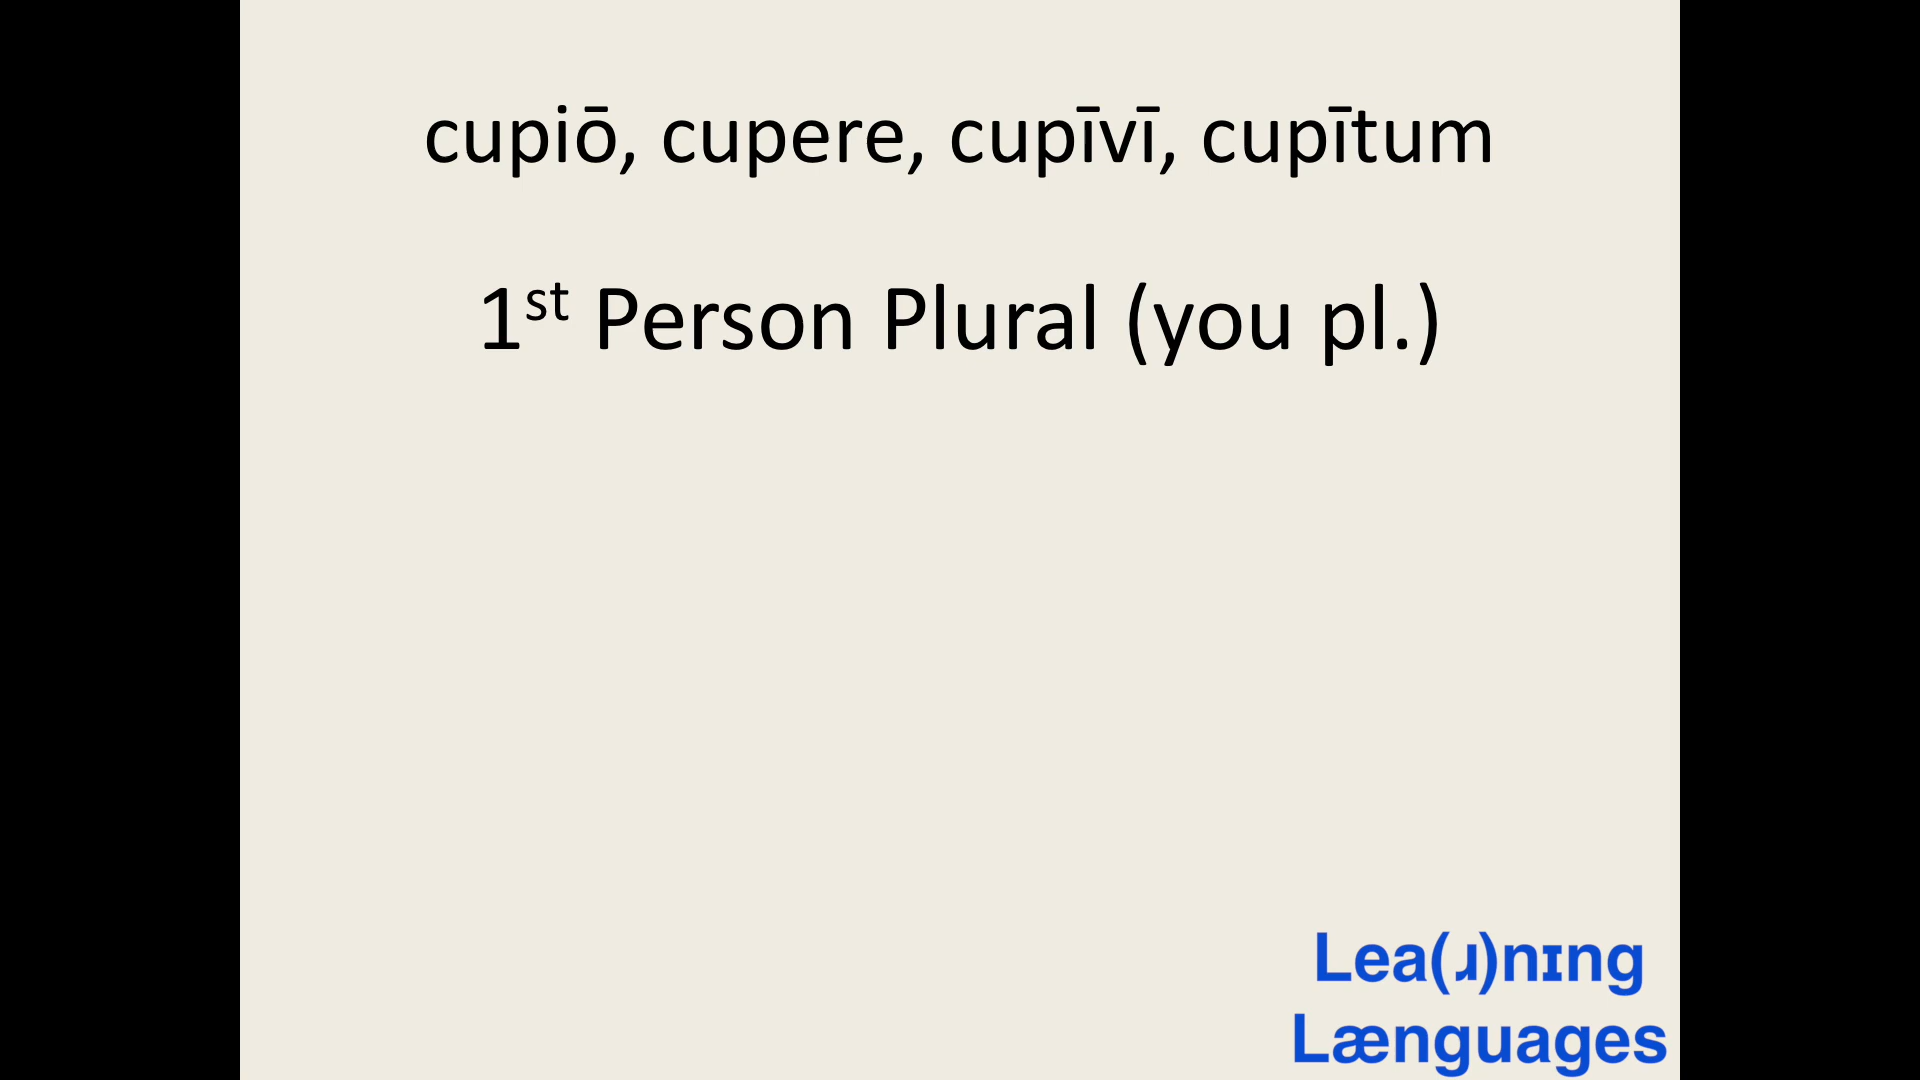 cupiō, cupere, cupīvī, cupītum
1st Person Plural (you pl.)
Lea(ɹ)nɪng
Længuages